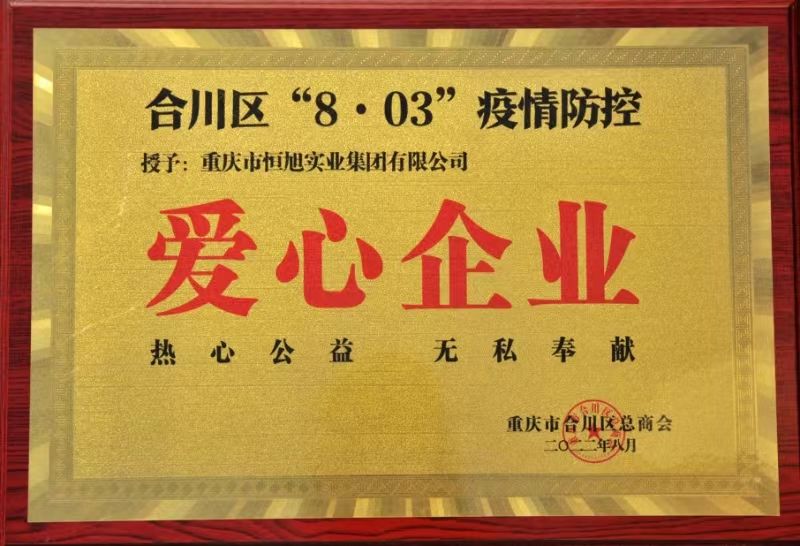 合川区“8·03”疫情防控
授予：重庆市恒旭实业集团有限公司
爱心企业
热心公益 无私奉献
重庆市合川区总商会
二〇二二年八月